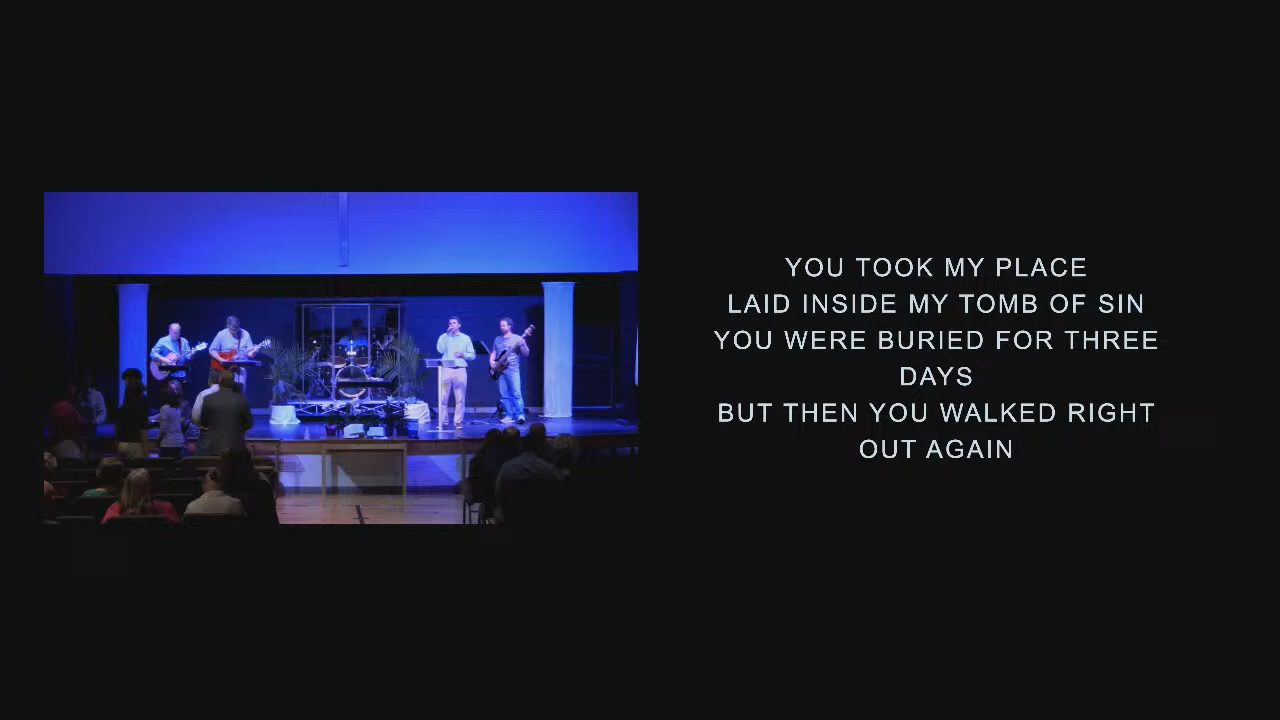 YOU TOOK MY PLACE
LAID INSIDE MY TOMB OF SIN
YOU WERE BURIED FOR THREE
DAYS
BUT THEN YOU WALKED RIGHT
OUT AGAIN